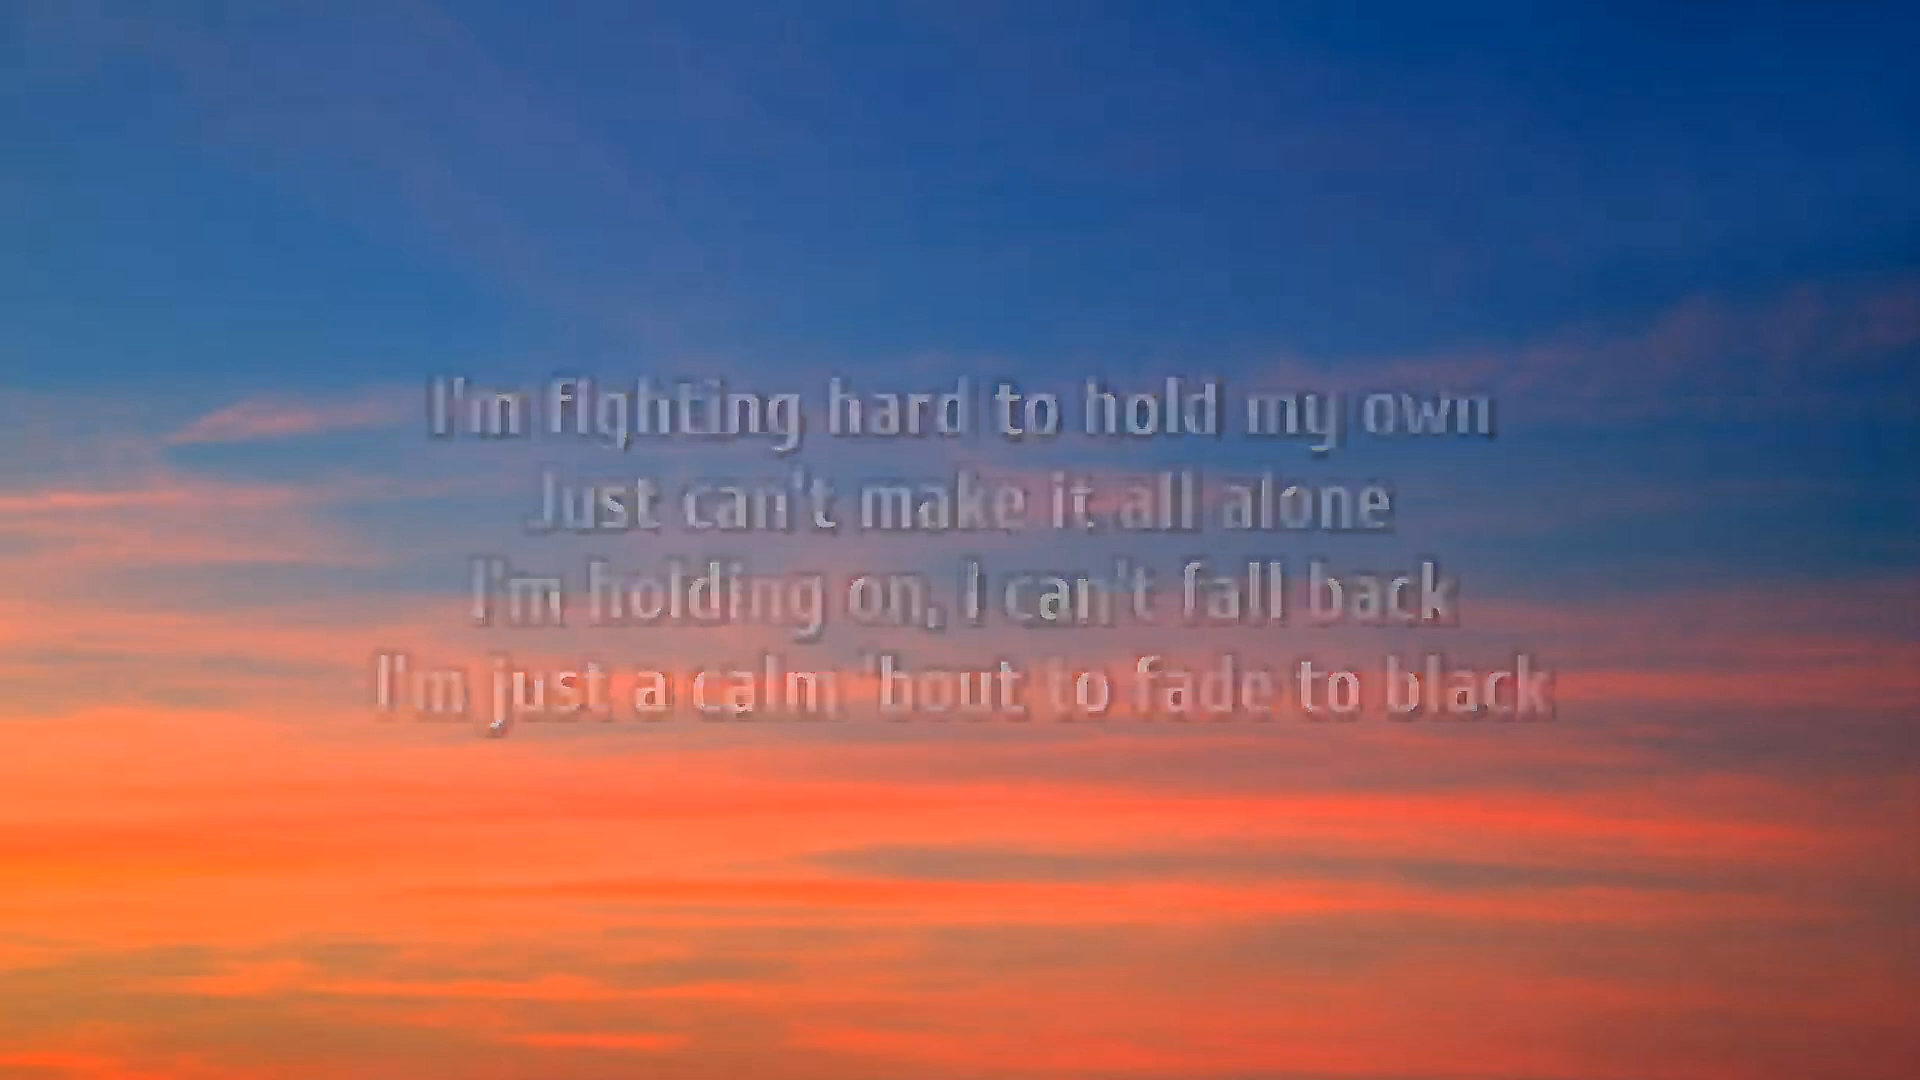 I'm fighting hard to hold my own
Just can't make it all alone
I'm holding on, I can't fall back
I'm just a calm 'bout to fade to black